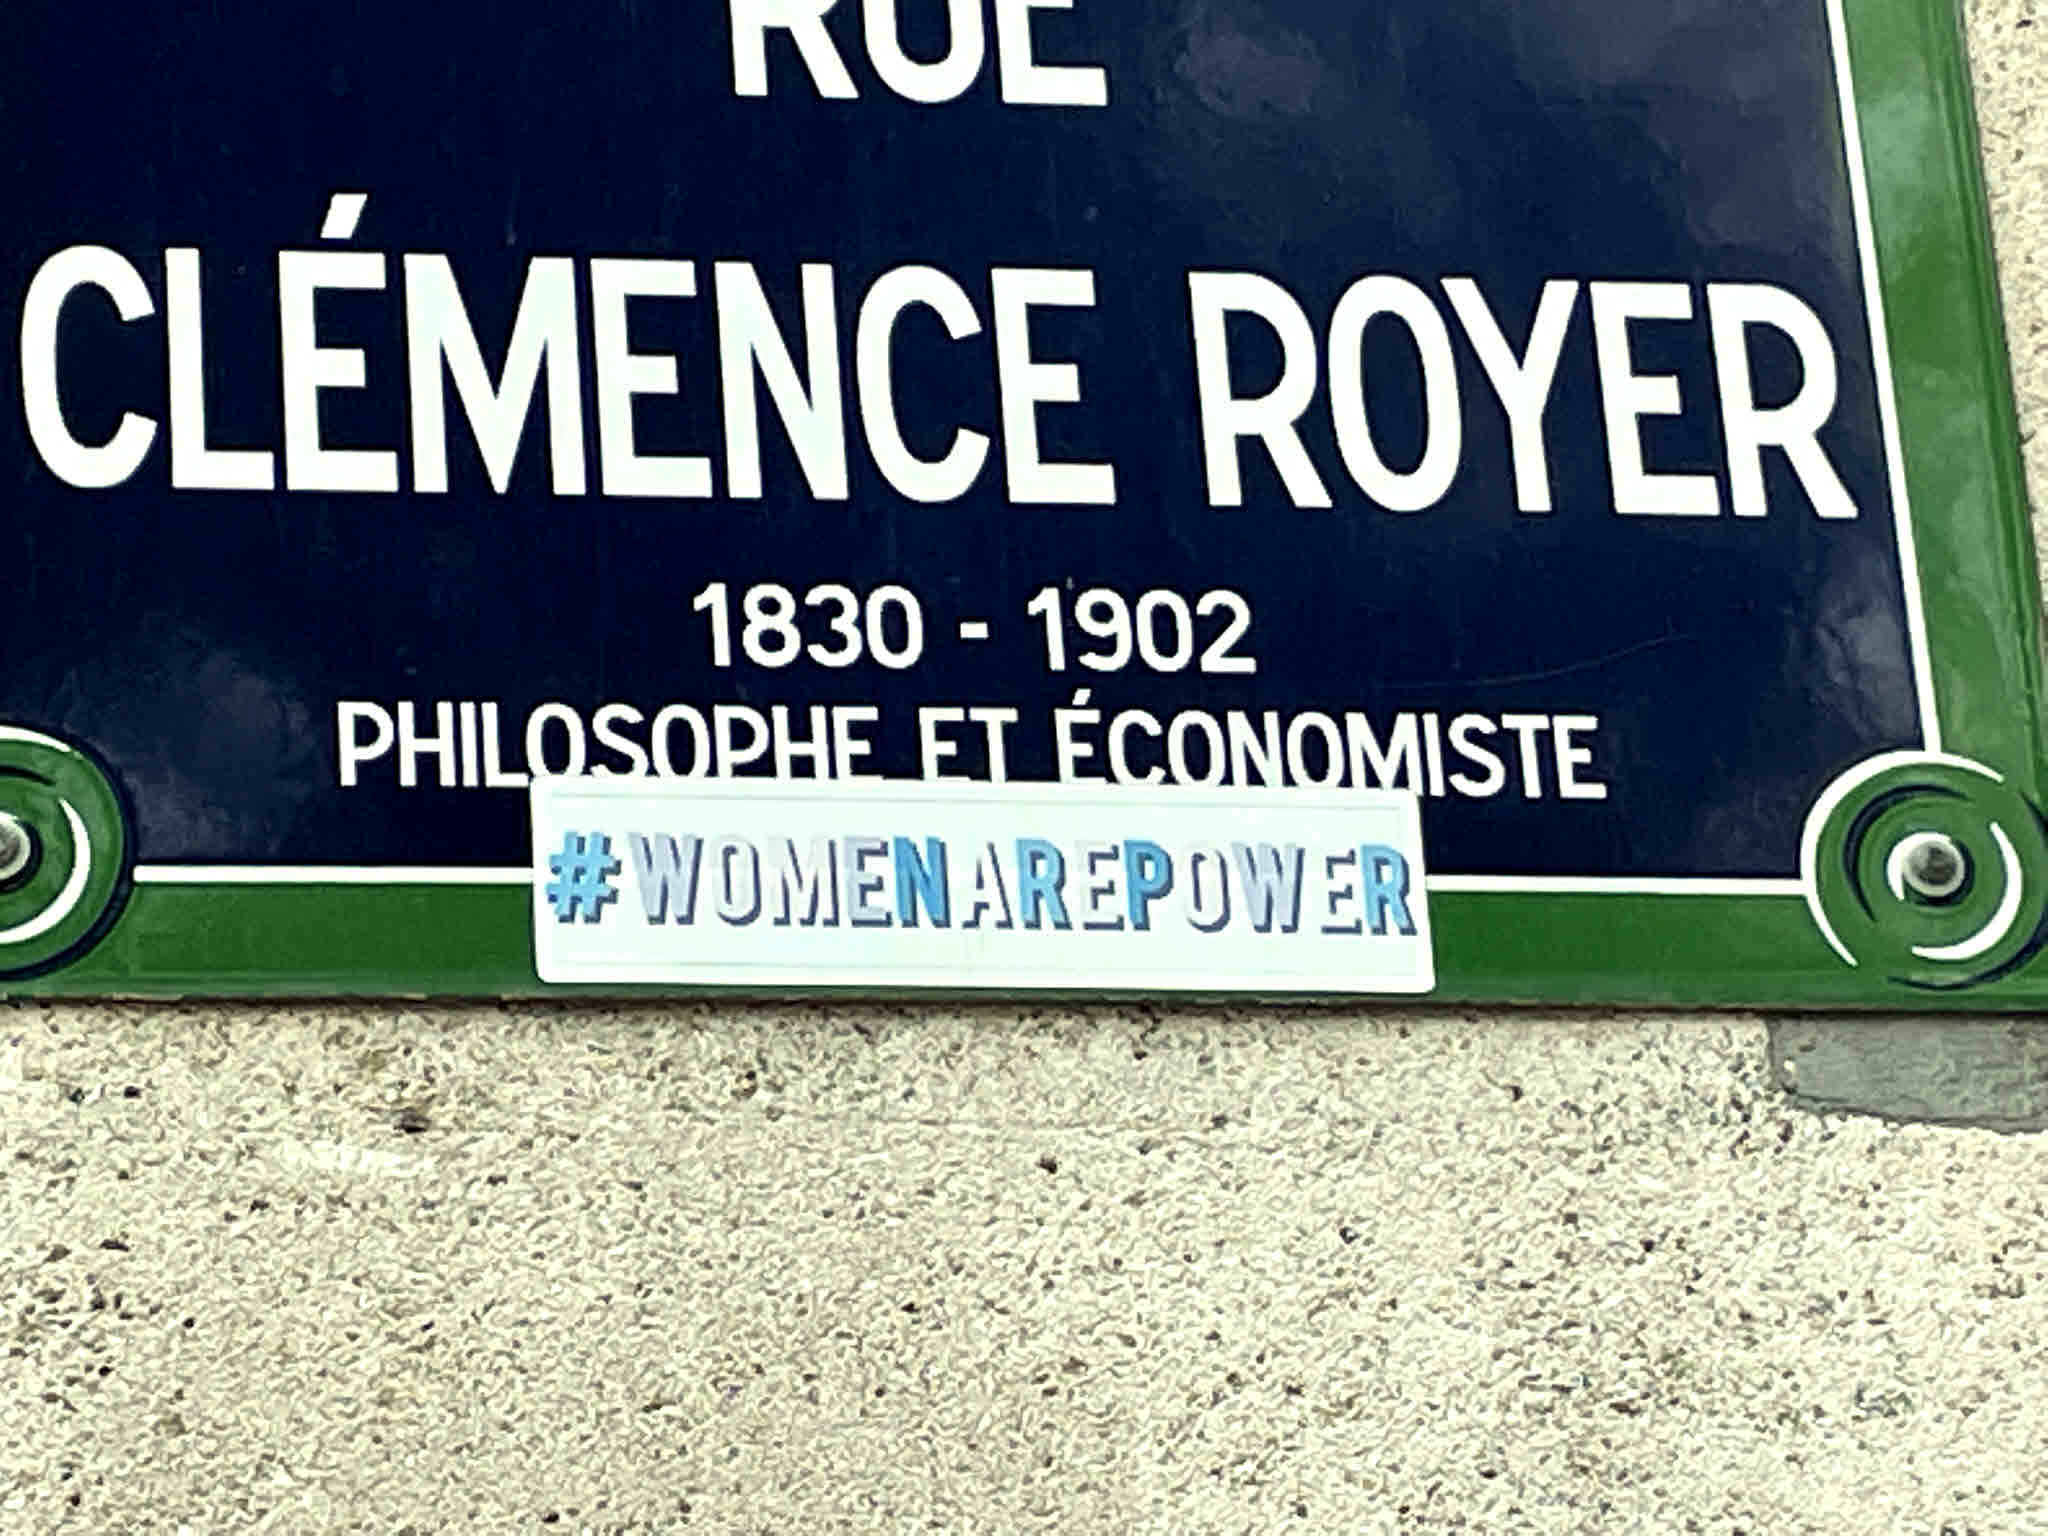 RUE
CLÉMENCE ROYER
1830 - 1902
PHILOSOPHE ET ÉCONOMISTE
#WOMENAREPOWER